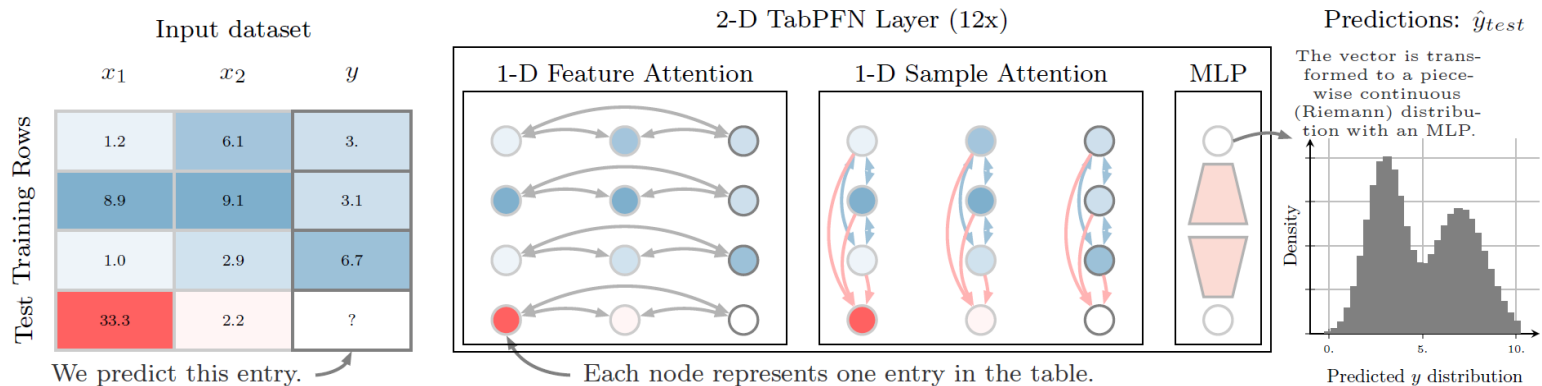 2-D TabPFN Layer (12x)
Input dataset
Predictions: ŷtest
x1 x2 y
1-D Feature Attention 1-D Sample Attention MLP
The vector is trans-
formed to a piece-
wise continuous
(Riemann) distribu-
tion with an MLP.
Training Rows
1.2 6.1 3.
8.9 9.1 3.1
1.0 2.9 6.7
Test
33.3 2.2 ?
We predict this entry.
Each node represents one entry in the table.
Density
0. 5. 10.
Predicted y distribution